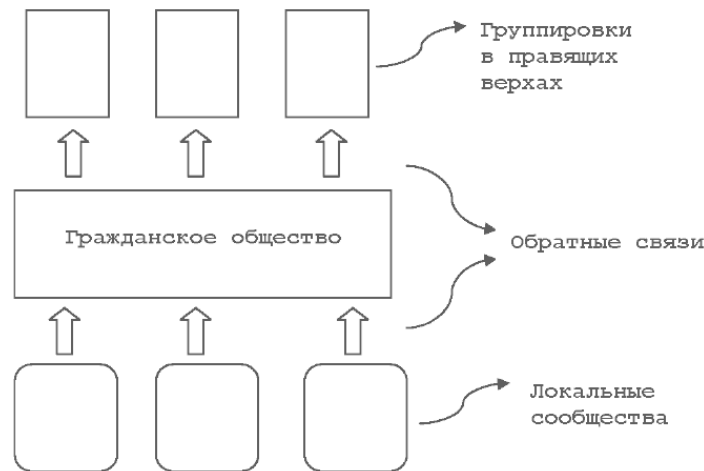 Группировки
в правящих
верхах
Гражданское общество
Обратные связи
Локальные
сообщества